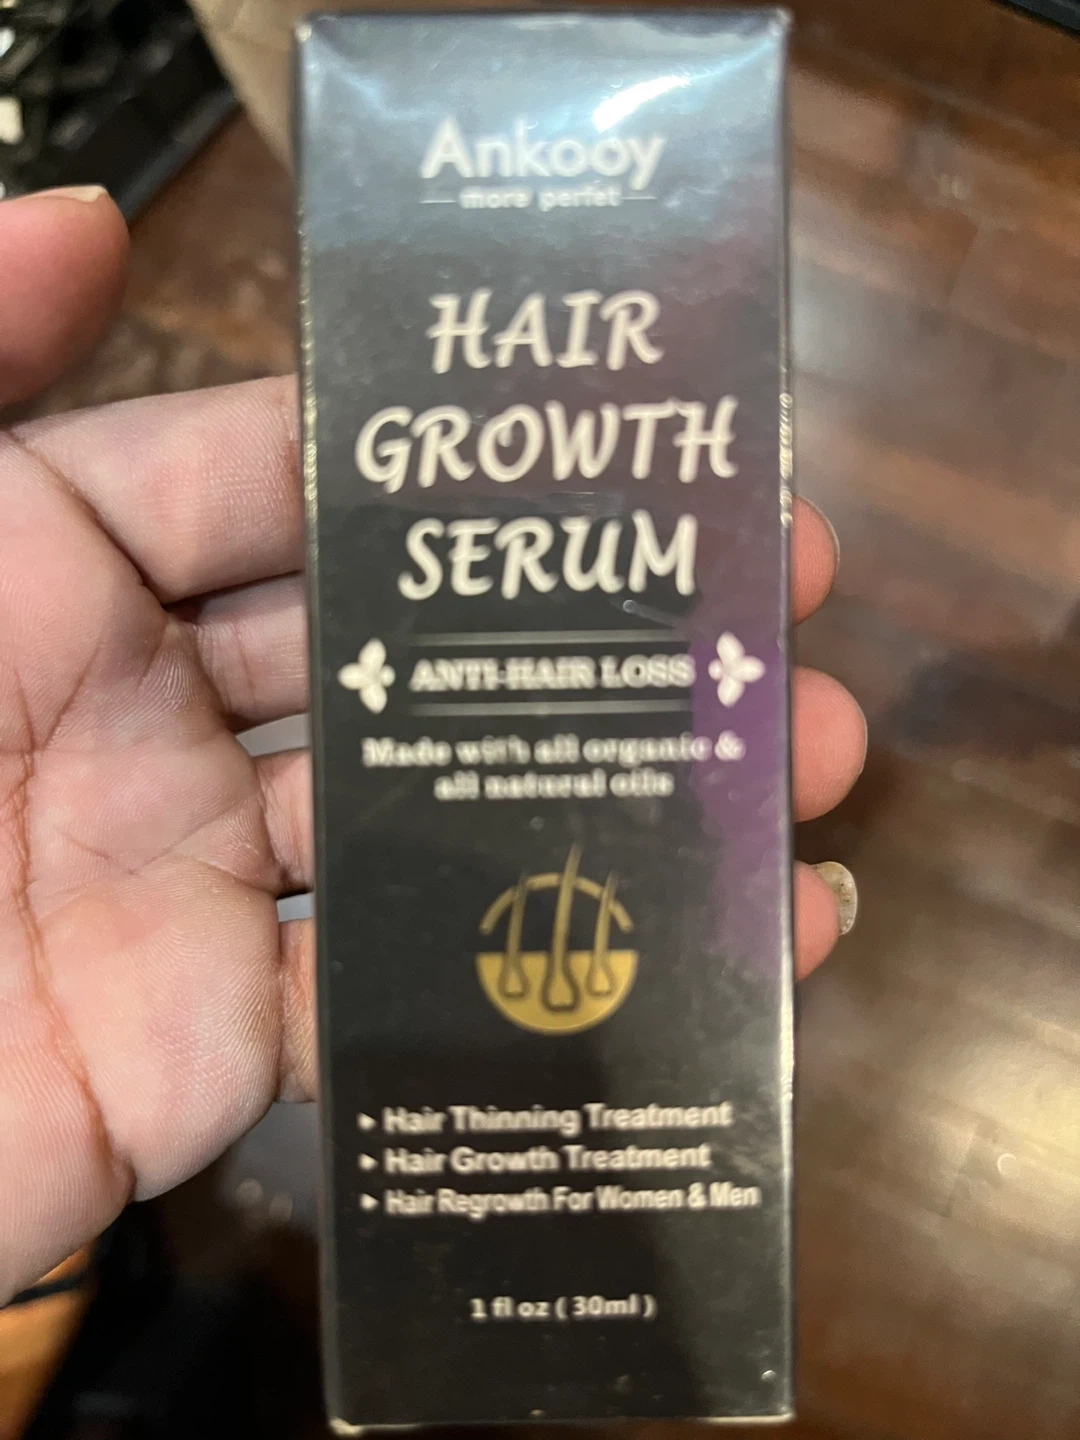 Ankooy
more perfet
HAIR
GROWTH
SERUM
ANTI-HAIR LOSS
Made with all organic &
all natural oils
▸ Hair Thinning Treatment
▸ Hair Growth Treatment
▸ Hair Regrowth For Women & Men
1 fl oz ( 30ml )